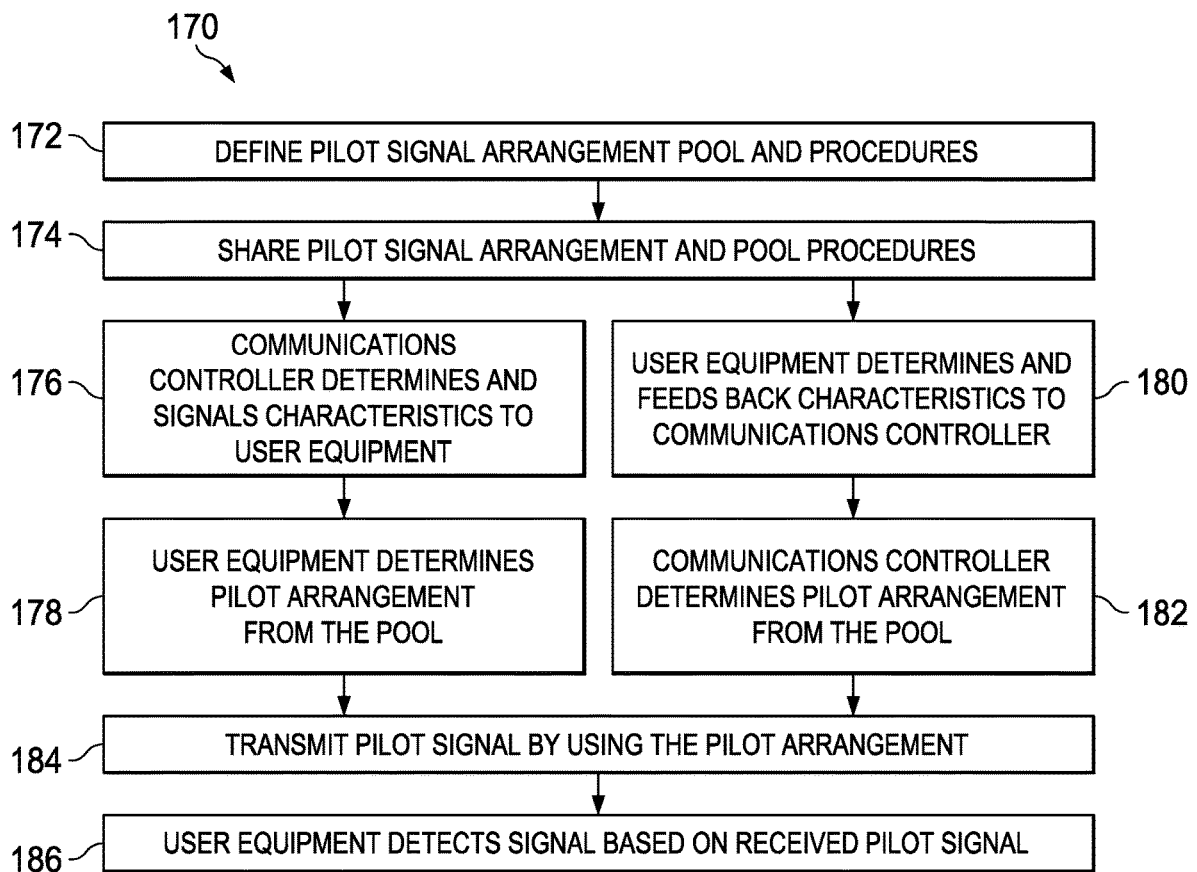 170
172
DEFINE PILOT SIGNAL ARRANGEMENT POOL AND PROCEDURES
174
SHARE PILOT SIGNAL ARRANGEMENT AND POOL PROCEDURES
176
COMMUNICATIONS
CONTROLLER DETERMINES AND
SIGNALS CHARACTERISTICS TO
USER EQUIPMENT
USER EQUIPMENT DETERMINES AND
FEEDS BACK CHARACTERISTICS TO
COMMUNICATIONS CONTROLLER
180
178
USER EQUIPMENT DETERMINES
PILOT ARRANGEMENT
FROM THE POOL
COMMUNICATIONS CONTROLLER
DETERMINES PILOT ARRANGEMENT
FROM THE POOL
182
184
TRANSMIT PILOT SIGNAL BY USING THE PILOT ARRANGEMENT
186
USER EQUIPMENT DETECTS SIGNAL BASED ON RECEIVED PILOT SIGNAL